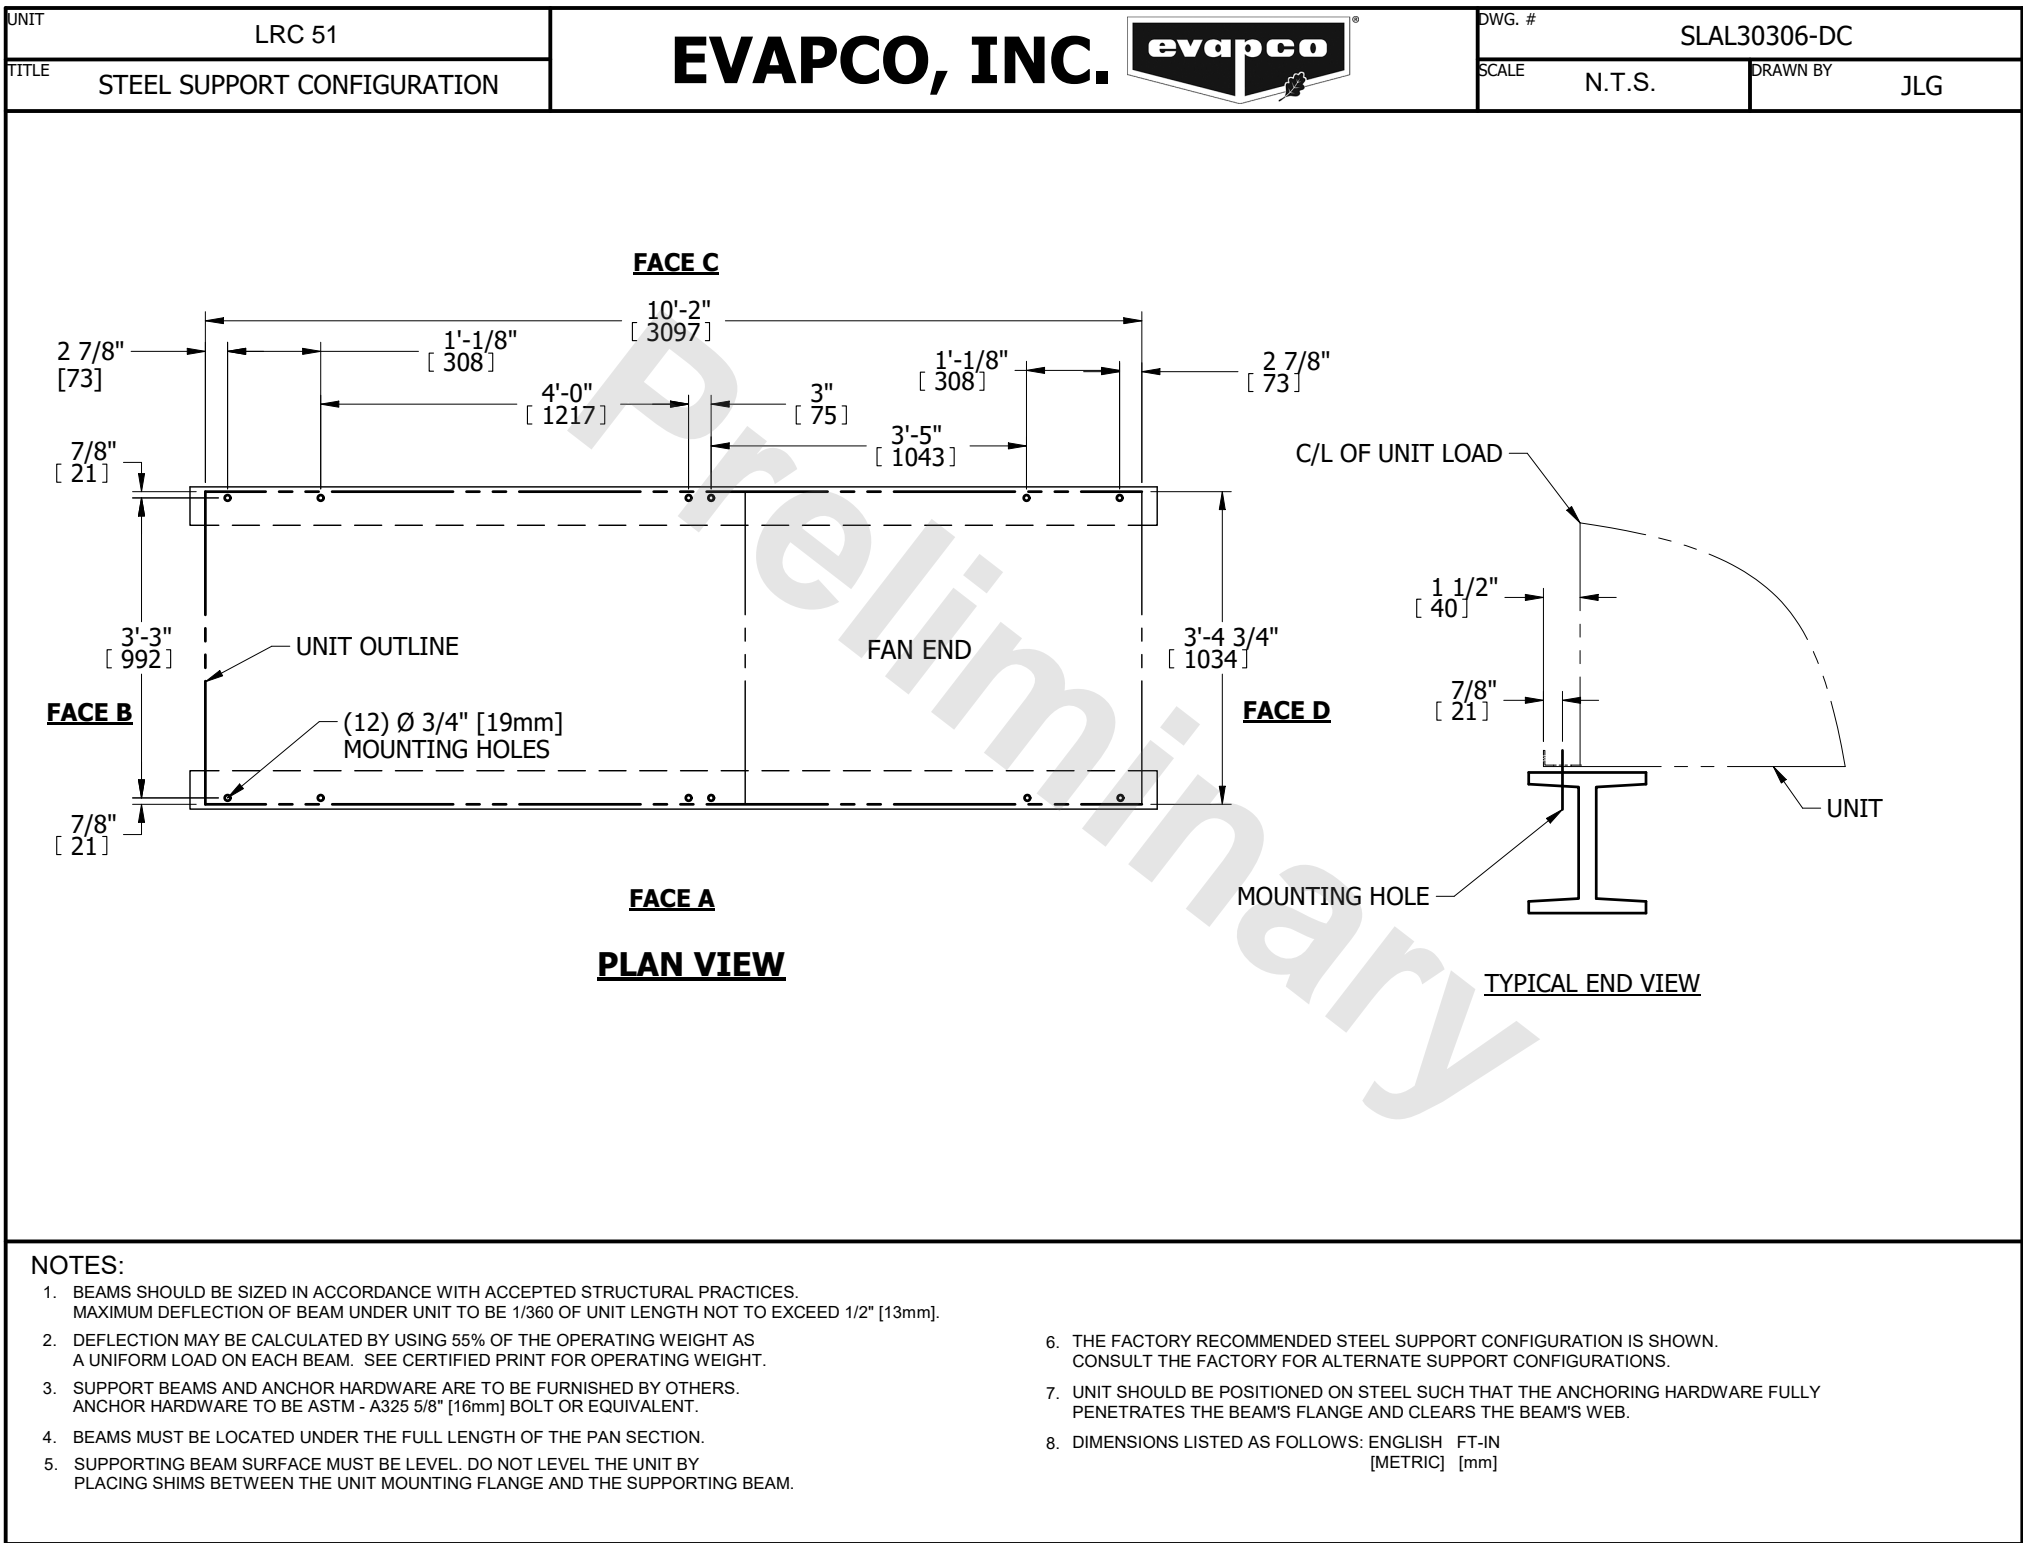 UNIT
LRC 51
TITLE
STEEL SUPPORT CONFIGURATION
EVAPCO, INC.
evapco
®
DWG. #
SLAL30306-DC
SCALE
N.T.S.
DRAWN BY
JLG
FACE C
10'-2"
[ 3097]
2 7/8"
[73]
1'-1/8"
[ 308]
4'-0"
[ 1217]
3"
[ 75]
1'-1/8"
[ 308]
2 7/8"
[ 73]
3'-5"
[ 1043]
7/8"
[ 21]
3'-3"
[ 992]
UNIT OUTLINE
FAN END
3'-4 3/4"
[ 1034]
FACE B
(12) Ø 3/4" [19mm]
MOUNTING HOLES
FACE D
7/8"
[ 21]
FACE A
PLAN VIEW
C/L OF UNIT LOAD
1 1/2"
[ 40]
7/8"
[ 21]
UNIT
MOUNTING HOLE
TYPICAL END VIEW
Preliminary
NOTES:
1. BEAMS SHOULD BE SIZED IN ACCORDANCE WITH ACCEPTED STRUCTURAL PRACTICES.
MAXIMUM DEFLECTION OF BEAM UNDER UNIT TO BE 1/360 OF UNIT LENGTH NOT TO EXCEED 1/2" [13mm].
2. DEFLECTION MAY BE CALCULATED BY USING 55% OF THE OPERATING WEIGHT AS
A UNIFORM LOAD ON EACH BEAM. SEE CERTIFIED PRINT FOR OPERATING WEIGHT.
3. SUPPORT BEAMS AND ANCHOR HARDWARE ARE TO BE FURNISHED BY OTHERS.
ANCHOR HARDWARE TO BE ASTM - A325 5/8" [16mm] BOLT OR EQUIVALENT.
4. BEAMS MUST BE LOCATED UNDER THE FULL LENGTH OF THE PAN SECTION.
5. SUPPORTING BEAM SURFACE MUST BE LEVEL. DO NOT LEVEL THE UNIT BY
PLACING SHIMS BETWEEN THE UNIT MOUNTING FLANGE AND THE SUPPORTING BEAM.
6. THE FACTORY RECOMMENDED STEEL SUPPORT CONFIGURATION IS SHOWN.
CONSULT THE FACTORY FOR ALTERNATE SUPPORT CONFIGURATIONS.
7. UNIT SHOULD BE POSITIONED ON STEEL SUCH THAT THE ANCHORING HARDWARE FULLY
PENETRATES THE BEAM'S FLANGE AND CLEARS THE BEAM'S WEB.
8. DIMENSIONS LISTED AS FOLLOWS: ENGLISH FT-IN
[METRIC] [mm]